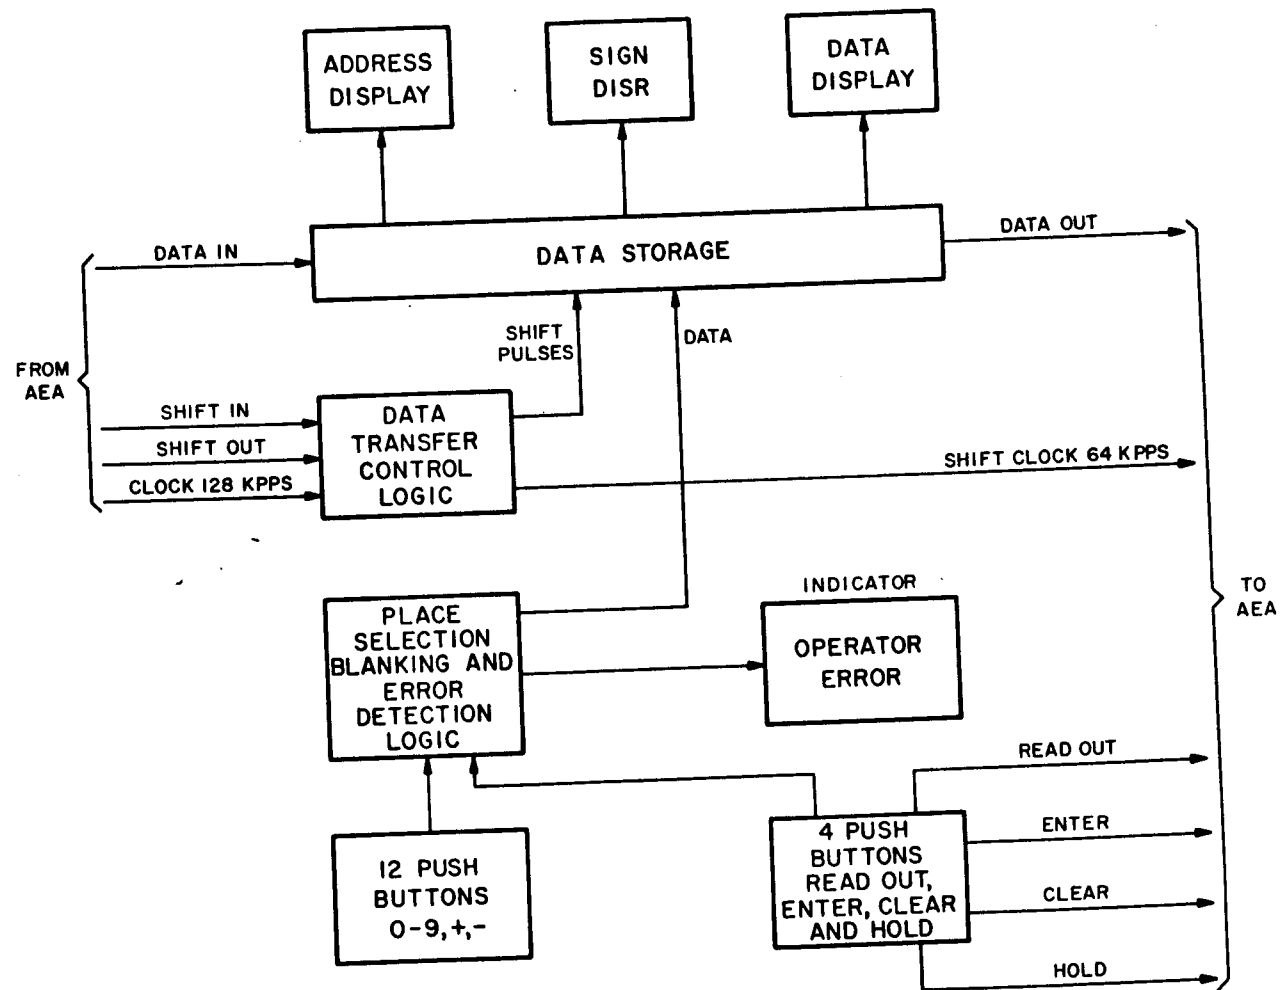 ADDRESS
DISPLAY
SIGN
DISR
DATA
DISPLAY
DATA IN
DATA STORAGE
DATA OUT
SHIFT
PULSES
DATA
FROM
AEA
SHIFT IN
SHIFT OUT
CLOCK 128 KPPS
DATA
TRANSFER
CONTROL
LOGIC
SHIFT CLOCK 64 KPPS
TO
AEA
PLACE
SELECTION
BLANKING AND
ERROR
DETECTION
LOGIC
INDICATOR
OPERATOR
ERROR
READ OUT
ENTER
CLEAR
HOLD
12 PUSH
BUTTONS
0-9,+,-
4 PUSH
BUTTONS
READ OUT,
ENTER, CLEAR
AND HOLD